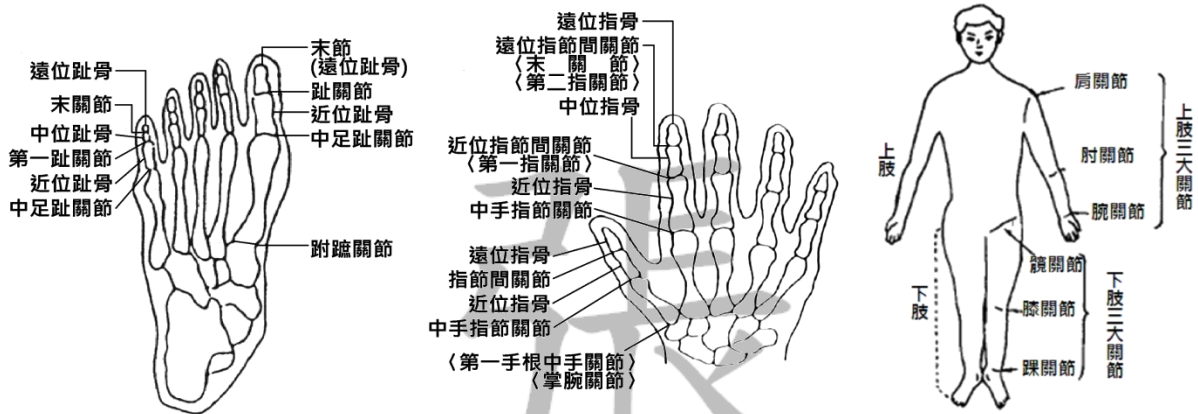 遠位趾骨
末關節
中位趾骨
第一趾關節
近位趾骨
中足趾關節
末節
(遠位趾骨)
趾關節
近位趾骨
中足趾關節
跗蹠關節
遠位指骨
遠位指節間關節
〈末關節〉
〈第二指關節〉
中位指骨
近位指節間關節
〈第一指關節〉
近位指骨
中手指節關節
遠位指骨
指節間關節
近位指骨
中手指節關節
〈第一手根中手關節〉
〈掌腕關節〉
上肢
下肢
肩關節
肘關節
腕關節
上肢三大關節
髖關節
膝關節
踝關節
下肢三大關節